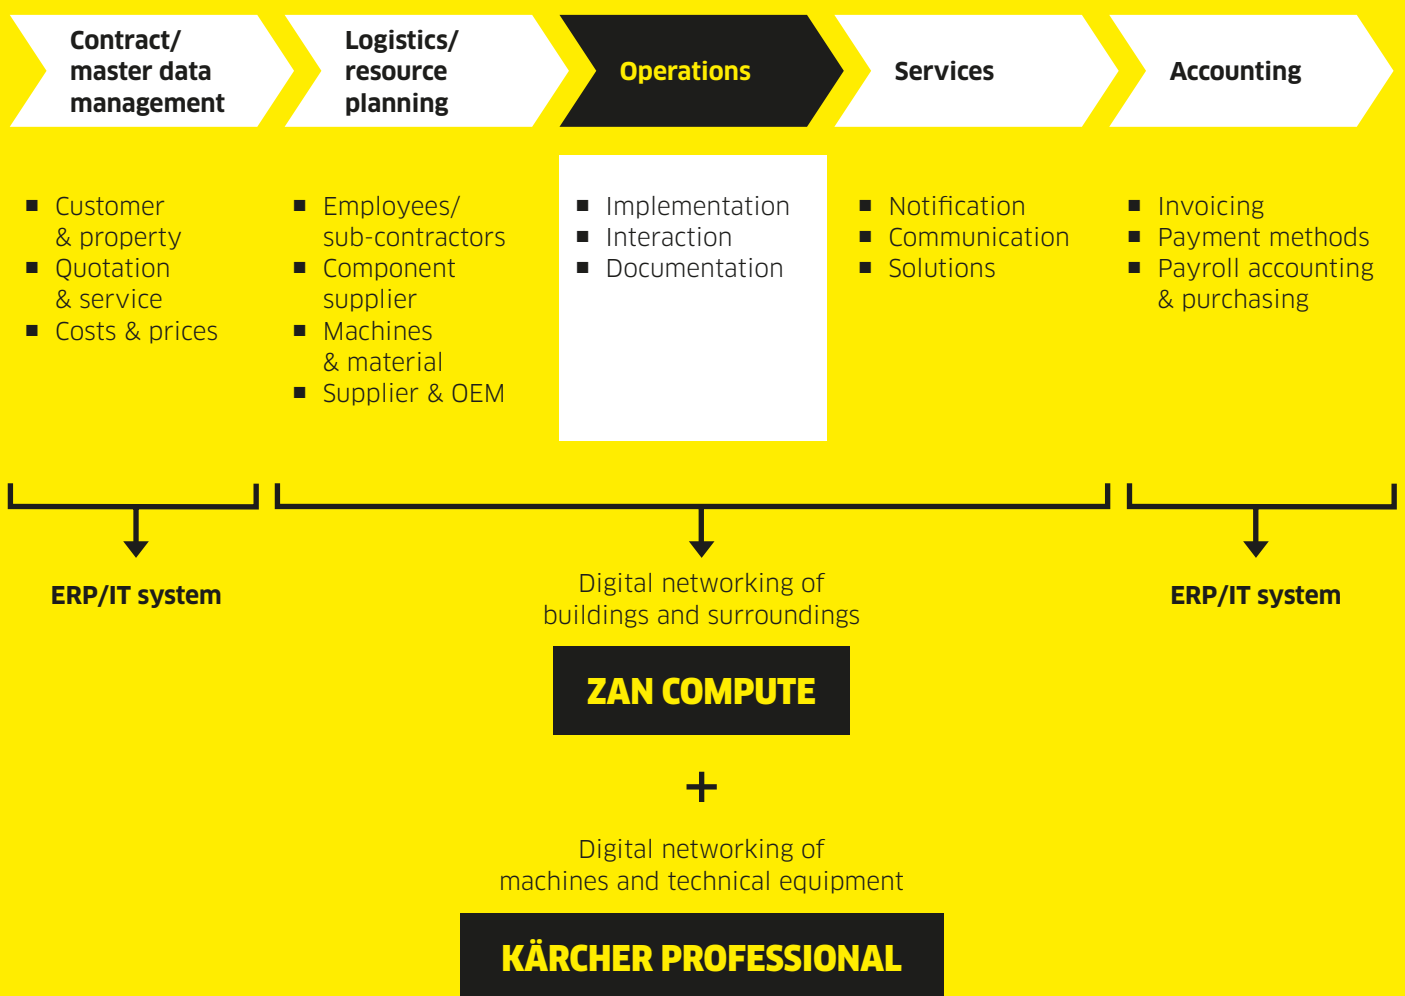 Contract/
master data
management
Logistics/
resource
planning
Operations
Services
Accounting
▪ Customer
& property
▪ Quotation
& service
▪ Costs & prices
▪ Employees/
sub-contractors
▪ Component
supplier
▪ Machines
& material
▪ Supplier & OEM
▪ Implementation
▪ Interaction
▪ Documentation
▪ Notification
▪ Communication
▪ Solutions
▪ Invoicing
▪ Payment methods
▪ Payroll accounting
& purchasing
ERP/IT system
Digital networking of
buildings and surroundings
ZAN COMPUTE
+
Digital networking of
machines and technical equipment
KÄRCHER PROFESSIONAL
ERP/IT system